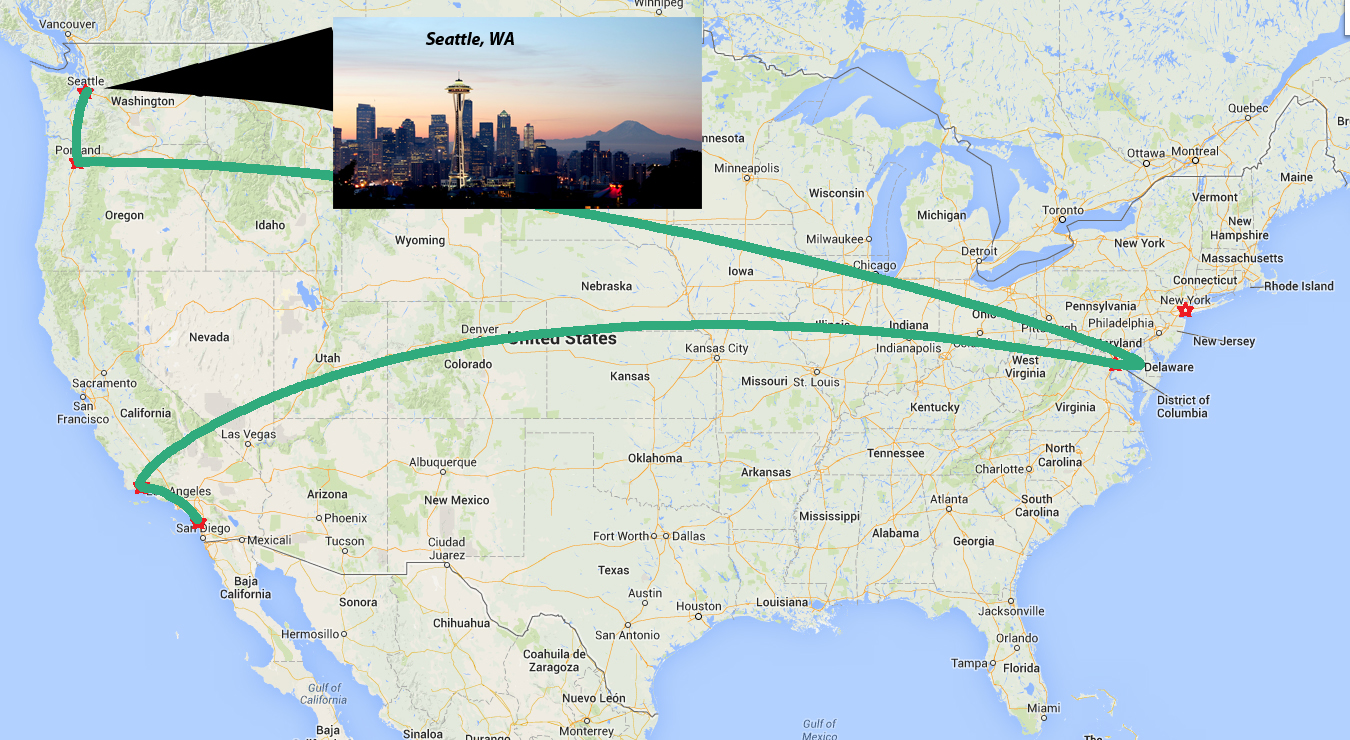 Winnipeg
Vancouver
Seattle, WA
Seattle
Washington
Quebec
nnesota
Ottawa
Montreal
Portland
Minneapolis
Maine
Wisconsin
Vermont
Oregon
Michigan
Toronto
Idaho
New
Hampshire
Wyoming
Milwaukee
New York
Detroit
Massachusetts
Chicago
Iowa
Connecticut
Nebraska
Rhode Island
New York
Pennsylvania
Ohio
Denver
Illinois
Indiana
Pittsburgh
Philadelphia
Nevada
United States
Maryland
New Jersey
Kansas City
Indianapolis
Utah
Colorado
West
Virginia
Delaware
Kansas
Missouri
St. Louis
Sacramento
San
Francisco
California
Kentucky
Virginia
District of
Columbia
Las Vegas
Oklahoma
Tennessee
North
Carolina
Albuquerque
Charlotte
Arkansas
Los Angeles
Arizona
New Mexico
Atlanta
South
Carolina
Phoenix
Mississippi
San Diego
Mexicali
Tucson
Ciudad
Juarez
Fort Worth
Dallas
Alabama
Georgia
Texas
Baja
California
Austin
Sonora
Houston
Louisiana
Jacksonville
Chihuahua
Hermosillo
San Antonio
Orlando
Coahuila de
Zaragoza
Tampa
Florida
Gulf of
California
Nuevo León
Miami
Gulf of
Mexico
Baja
Sinaloa
Durango
Monterrey
The